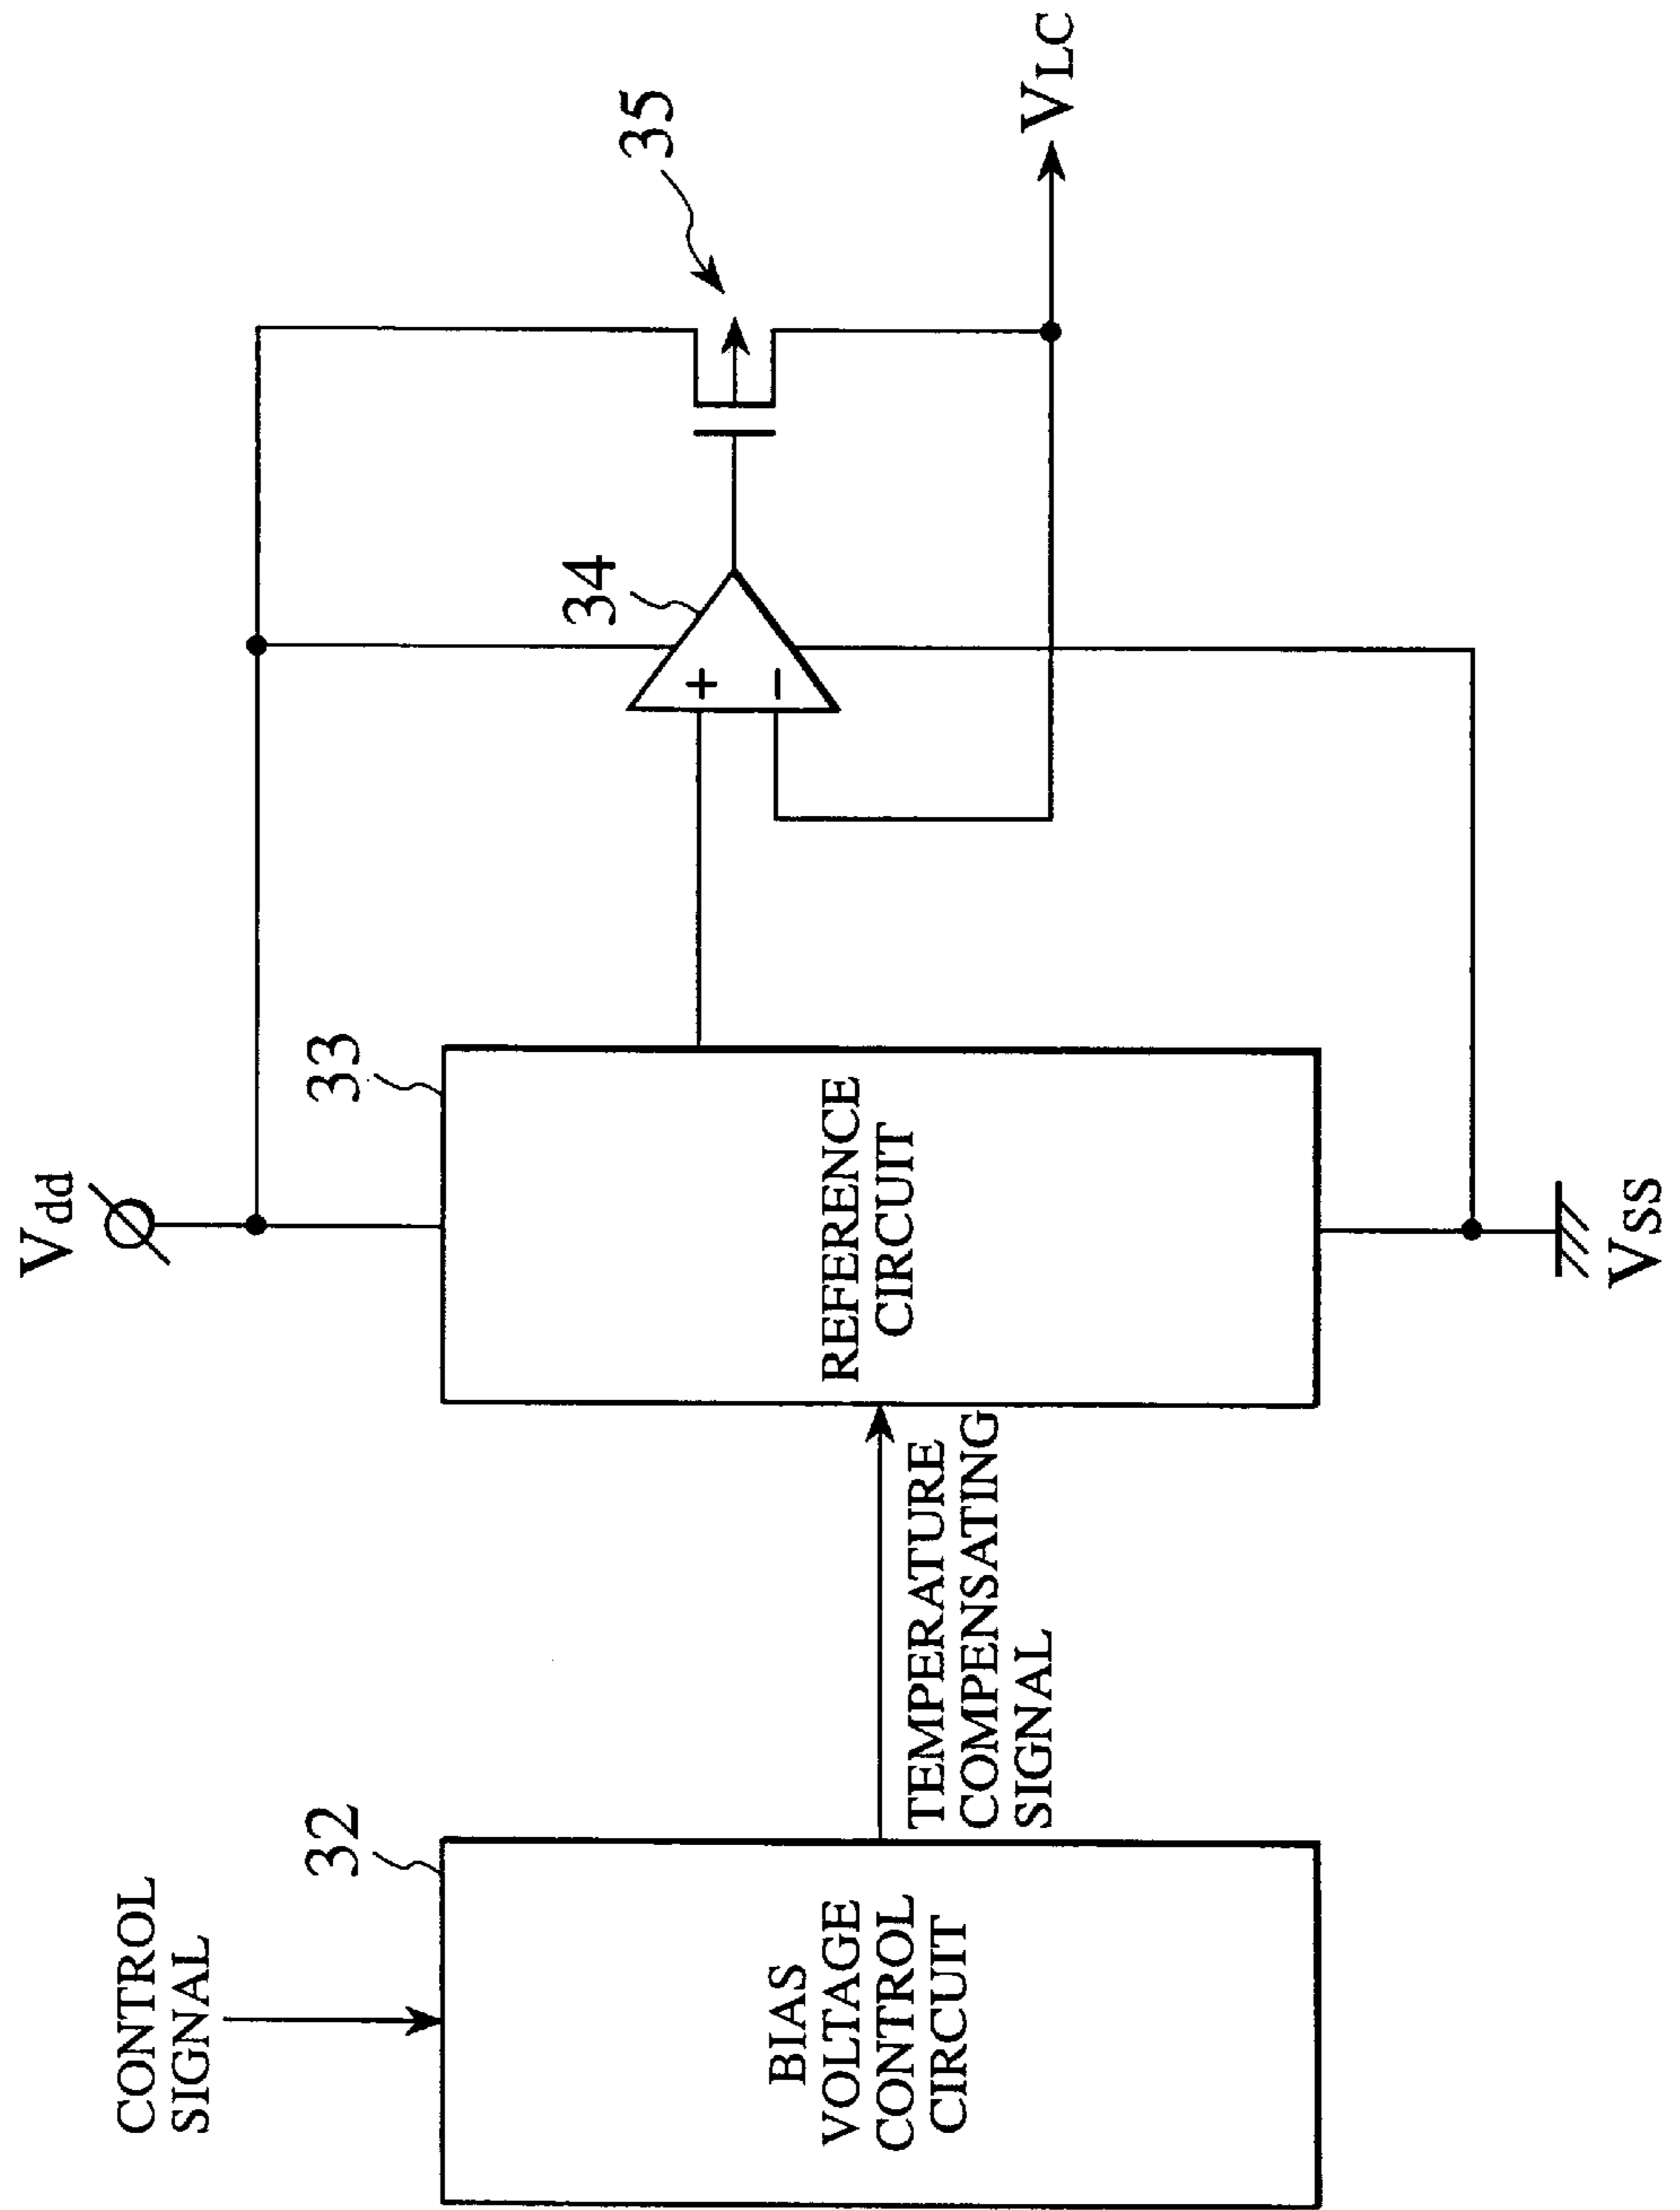 CONTROL
SIGNAL
32
BIAS
VOLTAGE
CONTROL
CIRCUIT
TEMPERATURE
COMPENSATING
SIGNAL
Vdd
33
REFERENCE
CIRCUIT
VSS
34
+
−
35
VLC